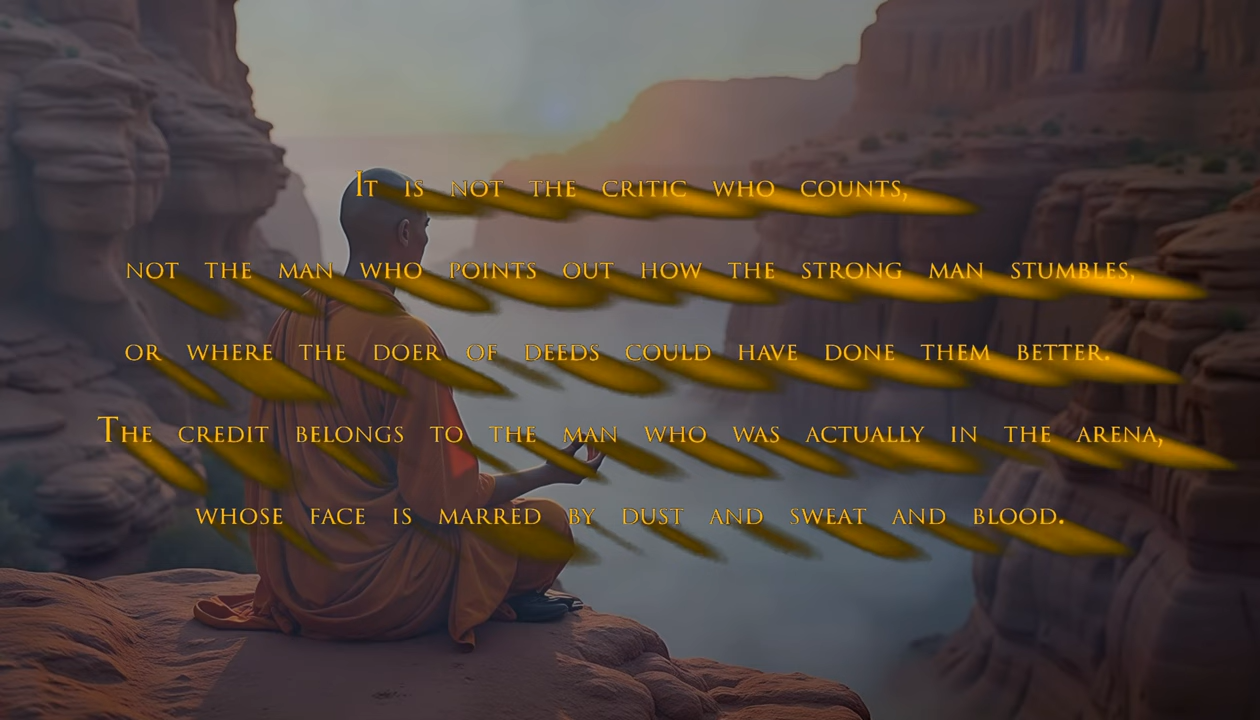 It is not the critic who counts,
not the man who points out how the strong man stumbles,
or where the doer of deeds could have done them better.
The credit belongs to the man who was actually in the arena,
whose face is marred by dust and sweat and blood.